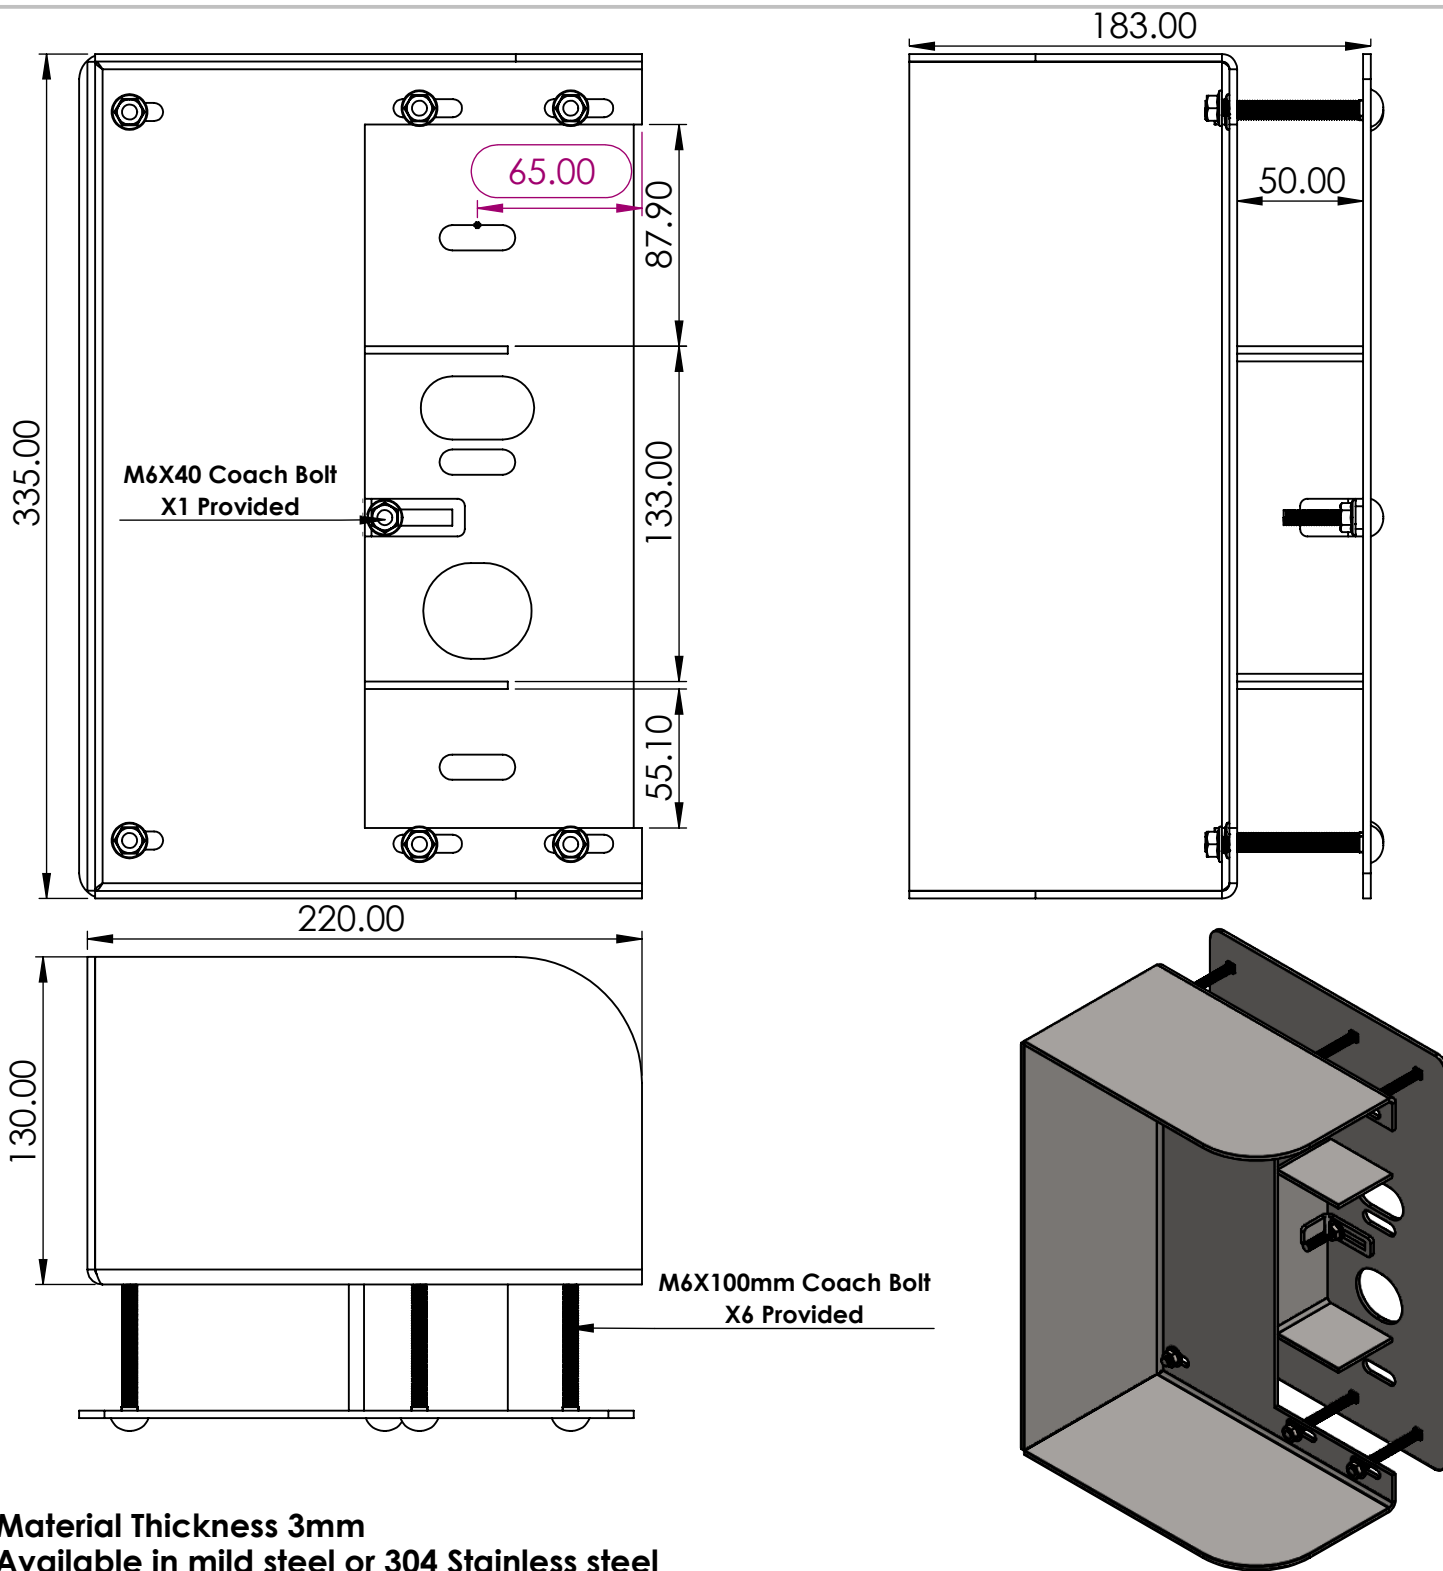 183.00
65.00
87.90
50.00
335.00
M6X40 Coach Bolt
X1 Provided
133.00
55.10
220.00
130.00
M6X100mm Coach Bolt
X6 Provided
Material Thickness 3mm
Available in mild steel or 304 Stainless steel